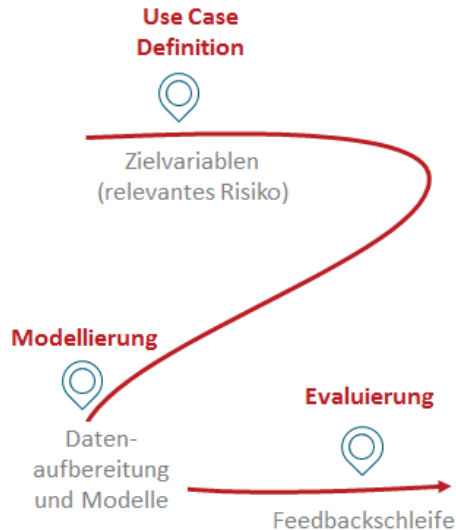 Use Case
Definition
Zielvariablen
(relevantes Risiko)
Modellierung
Daten-
aufbereitung
und Modelle
Evaluierung
Feedbackschleife